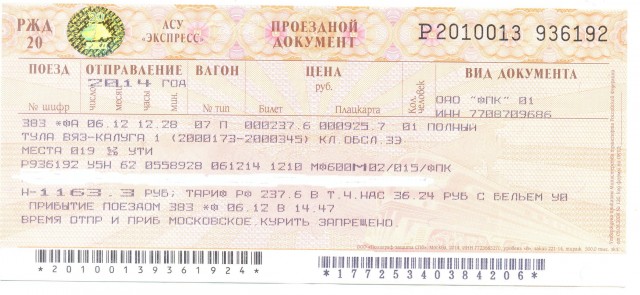 РЖД
20
АСУ
"ЭКСПРЕСС"
ПРОЕЗДНОЙ
ДОКУМЕНТ
Р2010013 936192
ПОЕЗД ОТПРАВЛЕНИЕ ВАГОН ЦЕНА ВИД ДОКУМЕНТА
2014 ГОД руб.
№ шифр число месяц часы мин. № тип Билет Плацкарта Кол. человек
ОАО "ФПК" 01
ИНН 7708709686
383 *ФА 06.12 12.28 07 П 000237.6 000925.7 01 ПОЛНЫЙ
ТУЛА ВЯЗ-КАЛУГА 1 (2000173-2000345) КЛ.ОБСЛ.3Э
МЕСТА 019 УТИ
Р936192 У5Н 62 0558928 061214 1210 МФ600М02/015/ФПК
Н-1163.3 РУБ; ТАРИФ РФ 237.6 В Т.Ч.НАС 36.24 РУБ С БЕЛЬЕМ У0
ПРИБЫТИЕ ПОЕЗДОМ 383 *Ф 06.12 В 14.47
ВРЕМЯ ОТПР И ПРИБ МОСКОВСКОЕ.КУРИТЬ ЗАПРЕЩЕНО
*20100139361924*
*17725340384206*